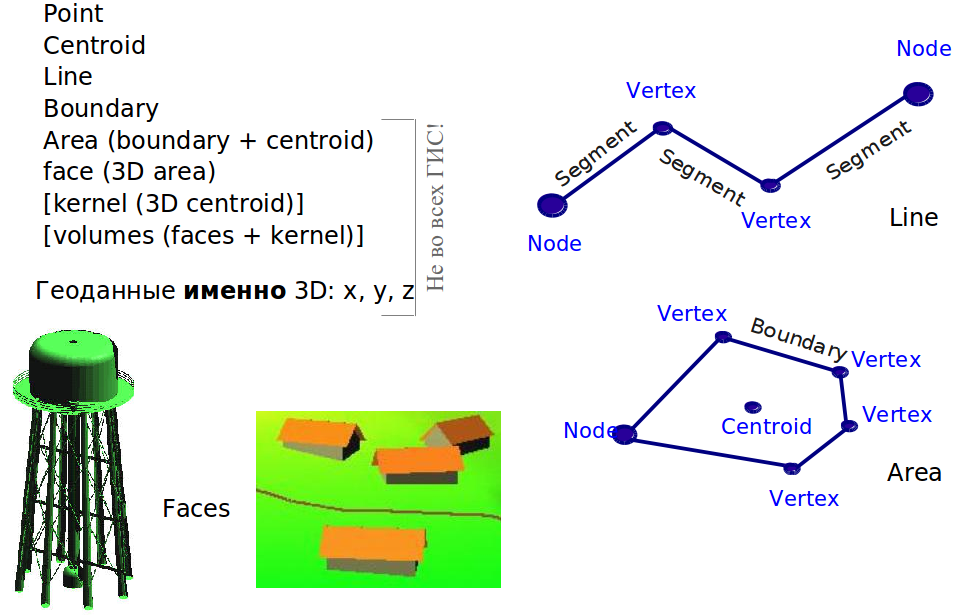 Point
Centroid
Line
Boundary
Area (boundary + centroid)
face (3D area)
[kernel (3D centroid)]
[volumes (faces + kernel)]
Не во всех ГИС!
Геоданные именно 3D: x, y, z
Faces
Node
Vertex
Segment
Segment
Segment
Vertex
Node
Line
Vertex
Boundary
Vertex
Vertex
Node
Centroid
Vertex
Area